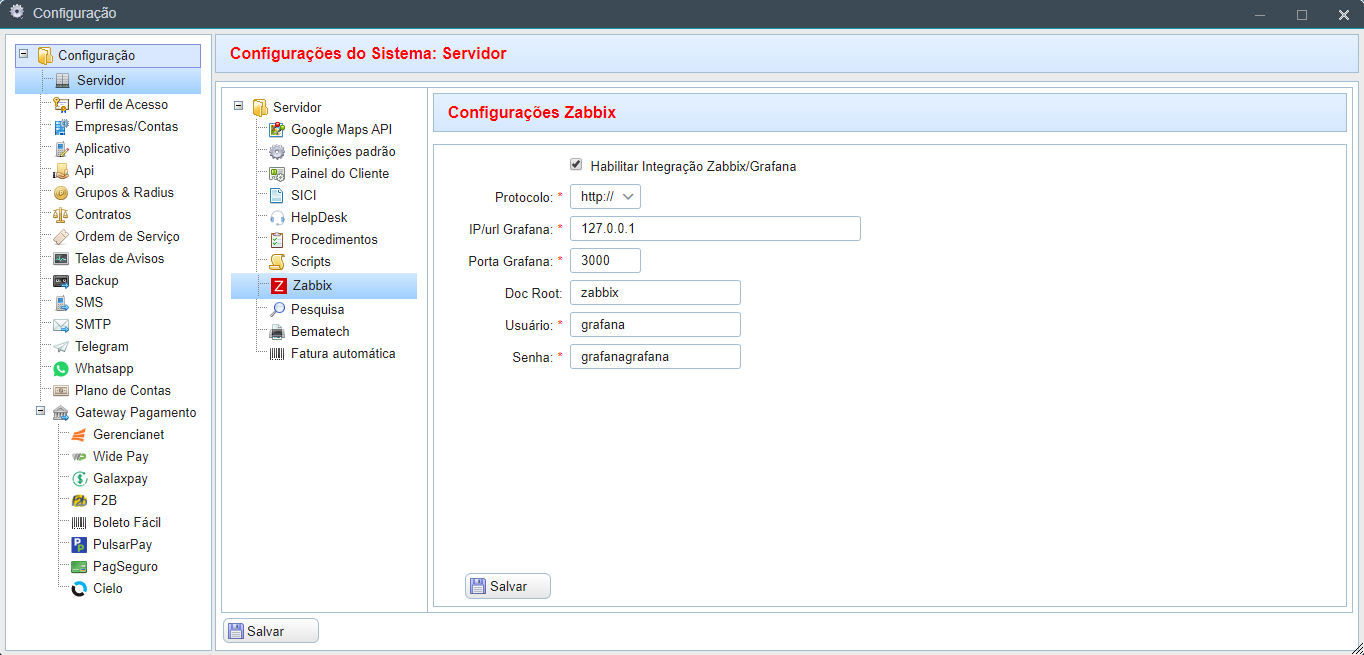 Configuração
Configuração
Servidor
Perfil de Acesso
Empresas/Contas
Aplicativo
Api
Grupos & Radius
Contratos
Ordem de Serviço
Telas de Avisos
Backup
SMS
SMTP
Telegram
Whatsapp
Plano de Contas
Gateway Pagamento
Gerencianet
Wide Pay
Galaxpay
F2B
Boleto Fácil
PulsarPay
PagSeguro
Cielo
Configurações do Sistema: Servidor
Servidor
Google Maps API
Definições padrão
Painel do Cliente
SICI
HelpDesk
Procedimentos
Scripts
Z Zabbix
Pesquisa
Bematech
Fatura automática
Configurações Zabbix
Habilitar Integração Zabbix/Grafana
Protocolo: * http://
IP/url Grafana: * 127.0.0.1
Porta Grafana: * 3000
Doc Root: zabbix
Usuário: * grafana
Senha: * grafanagrafana
Salvar
Salvar